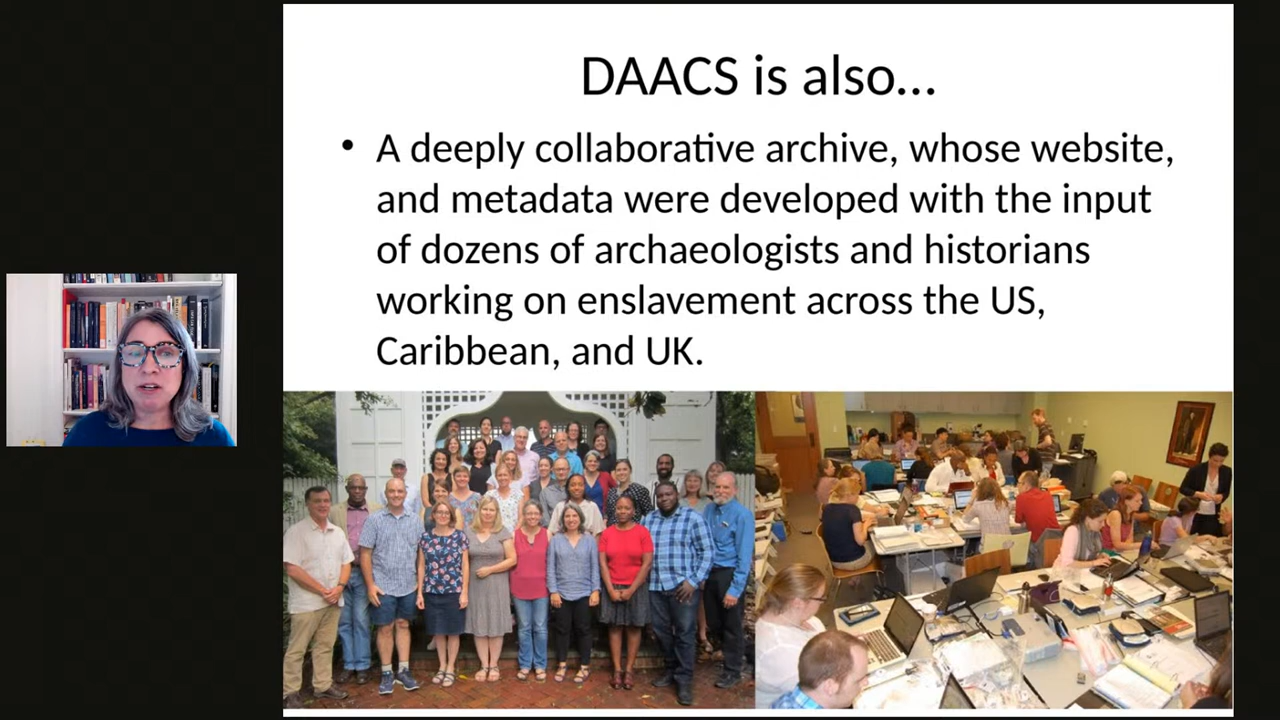 DAACS is also...
• A deeply collaborative archive, whose website,
and metadata were developed with the input
of dozens of archaeologists and historians
working on enslavement across the US,
Caribbean, and UK.